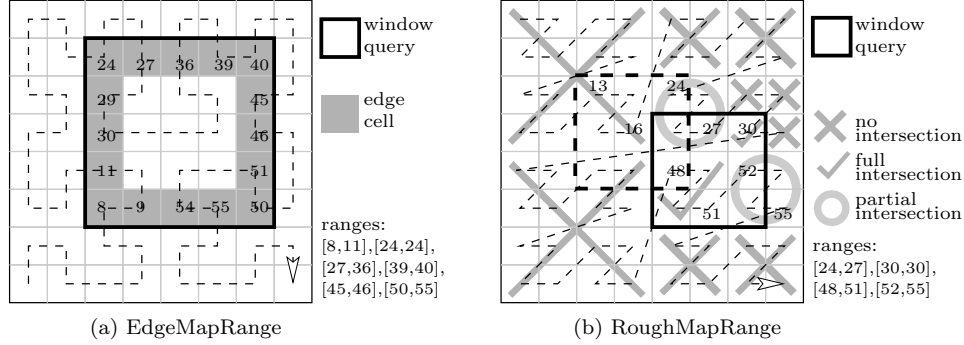 window
query
24 27 36 39 40
29 45
edge
cell
30 46
11 51
8 9 54 55 50
ranges:
[8,11],[24,24],
[27,36],[39,40],
[45,46],[50,55]
(a) EdgeMapRange
window
query
13 24
16 27 30
no
intersection
48 52
full
intersection
51 55
partial
intersection
ranges:
[24,27],[30,30],
[48,51],[52,55]
(b) RoughMapRange